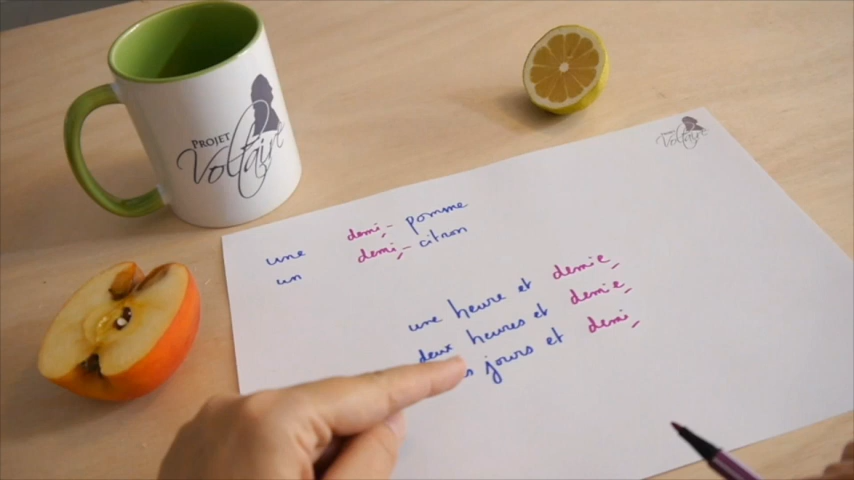 PROJET
Voltaire
PROJET
Voltaire
une demi-pomme
un demi-citron
une heure et demie
deux heures et demie
jours et demi